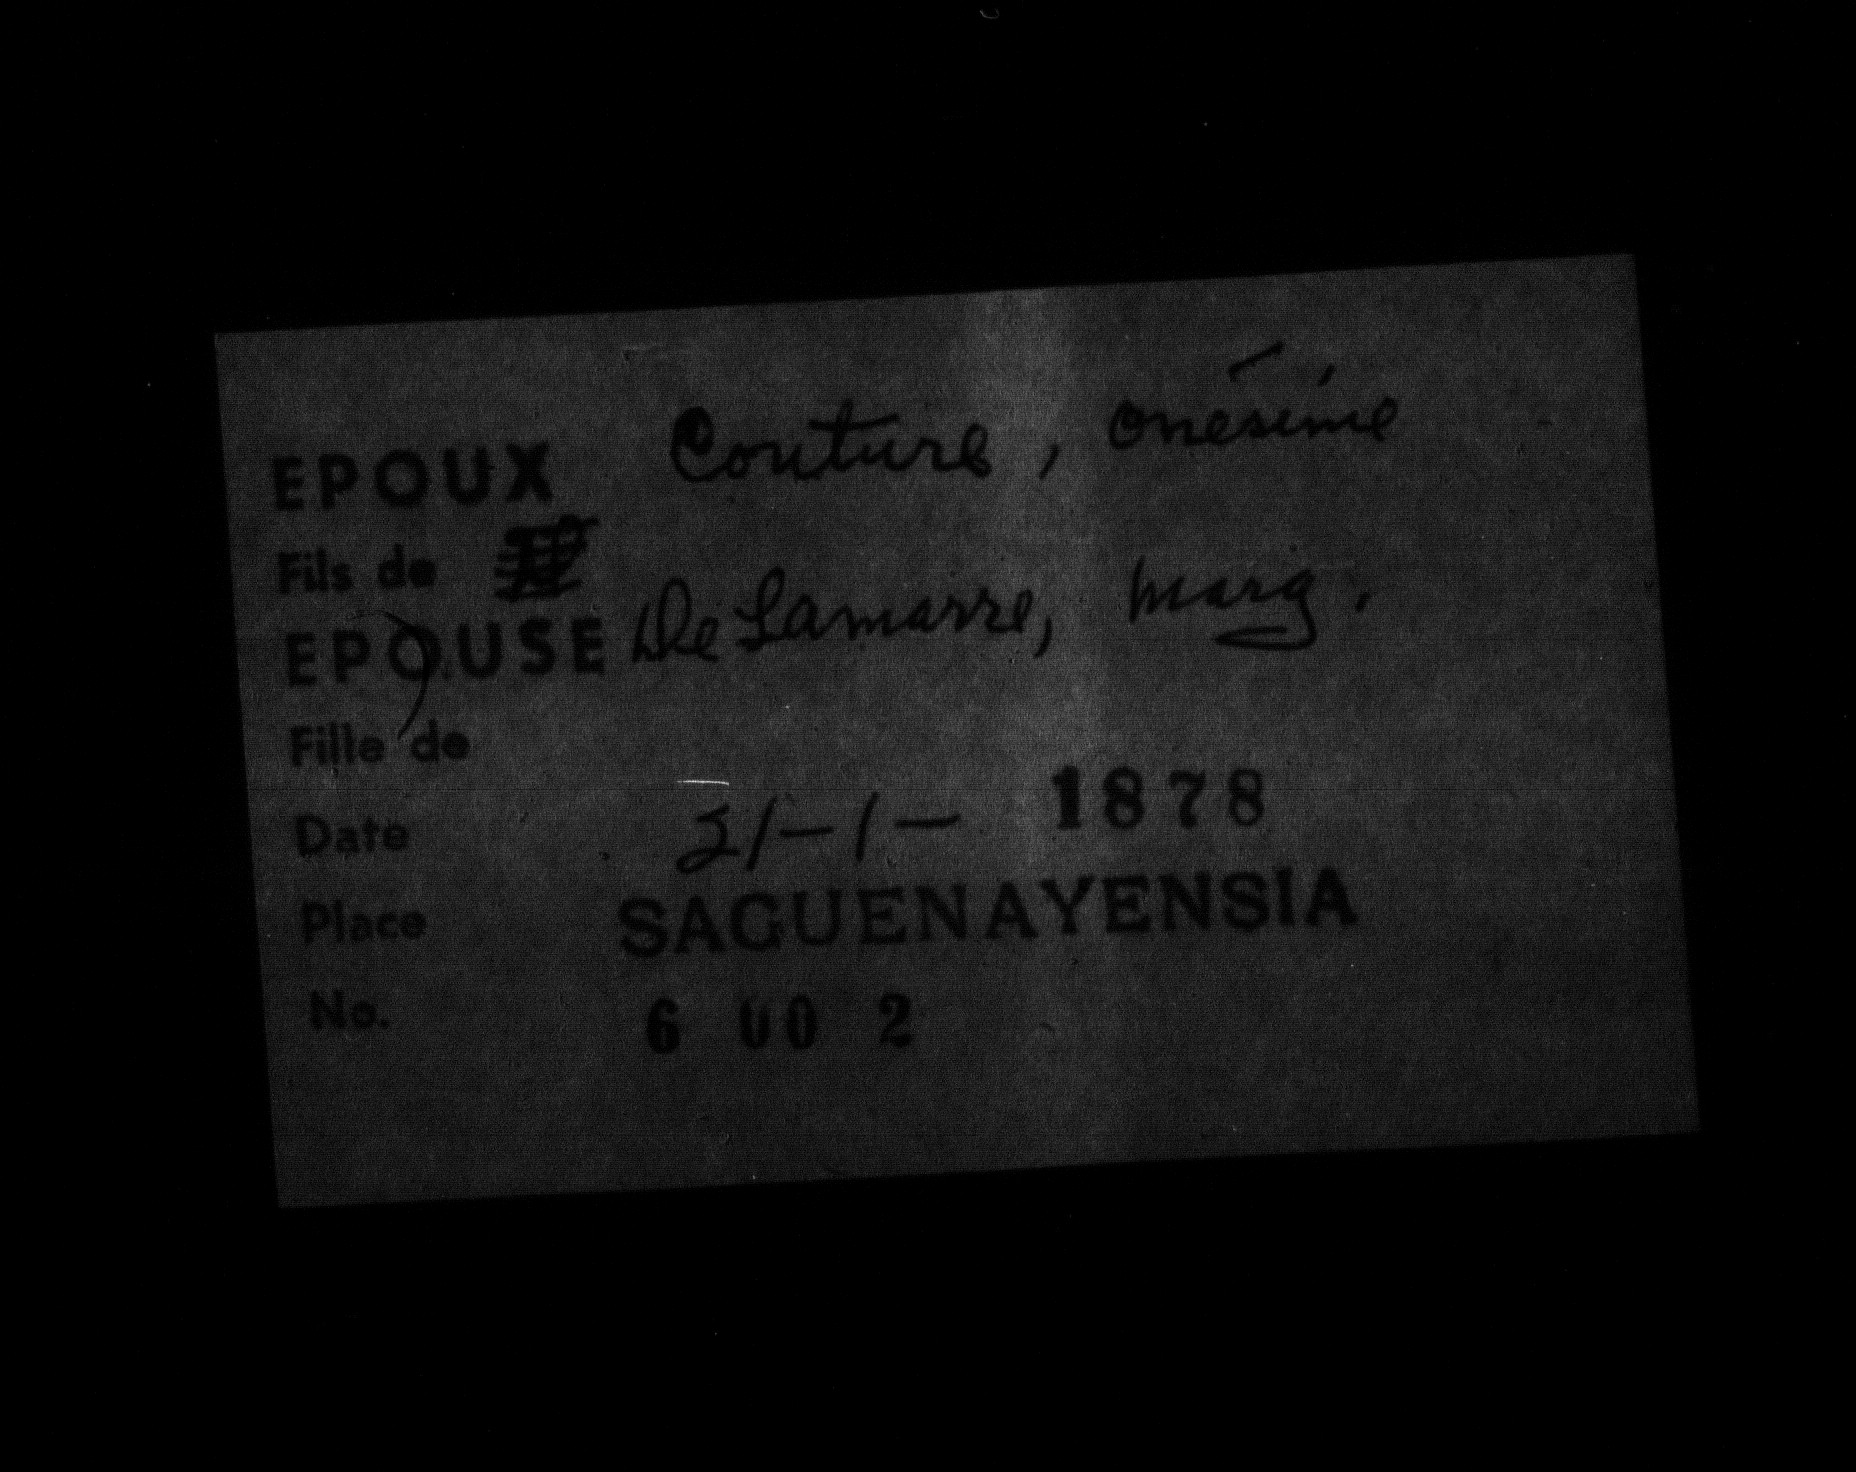 EPOUX Couture, Onésime
Fils de
EPOUSE De Lamarre, Marg.
Fille de
Date 21-1- 1878
Place SAGUENAYENSIA
No. 6 00 2